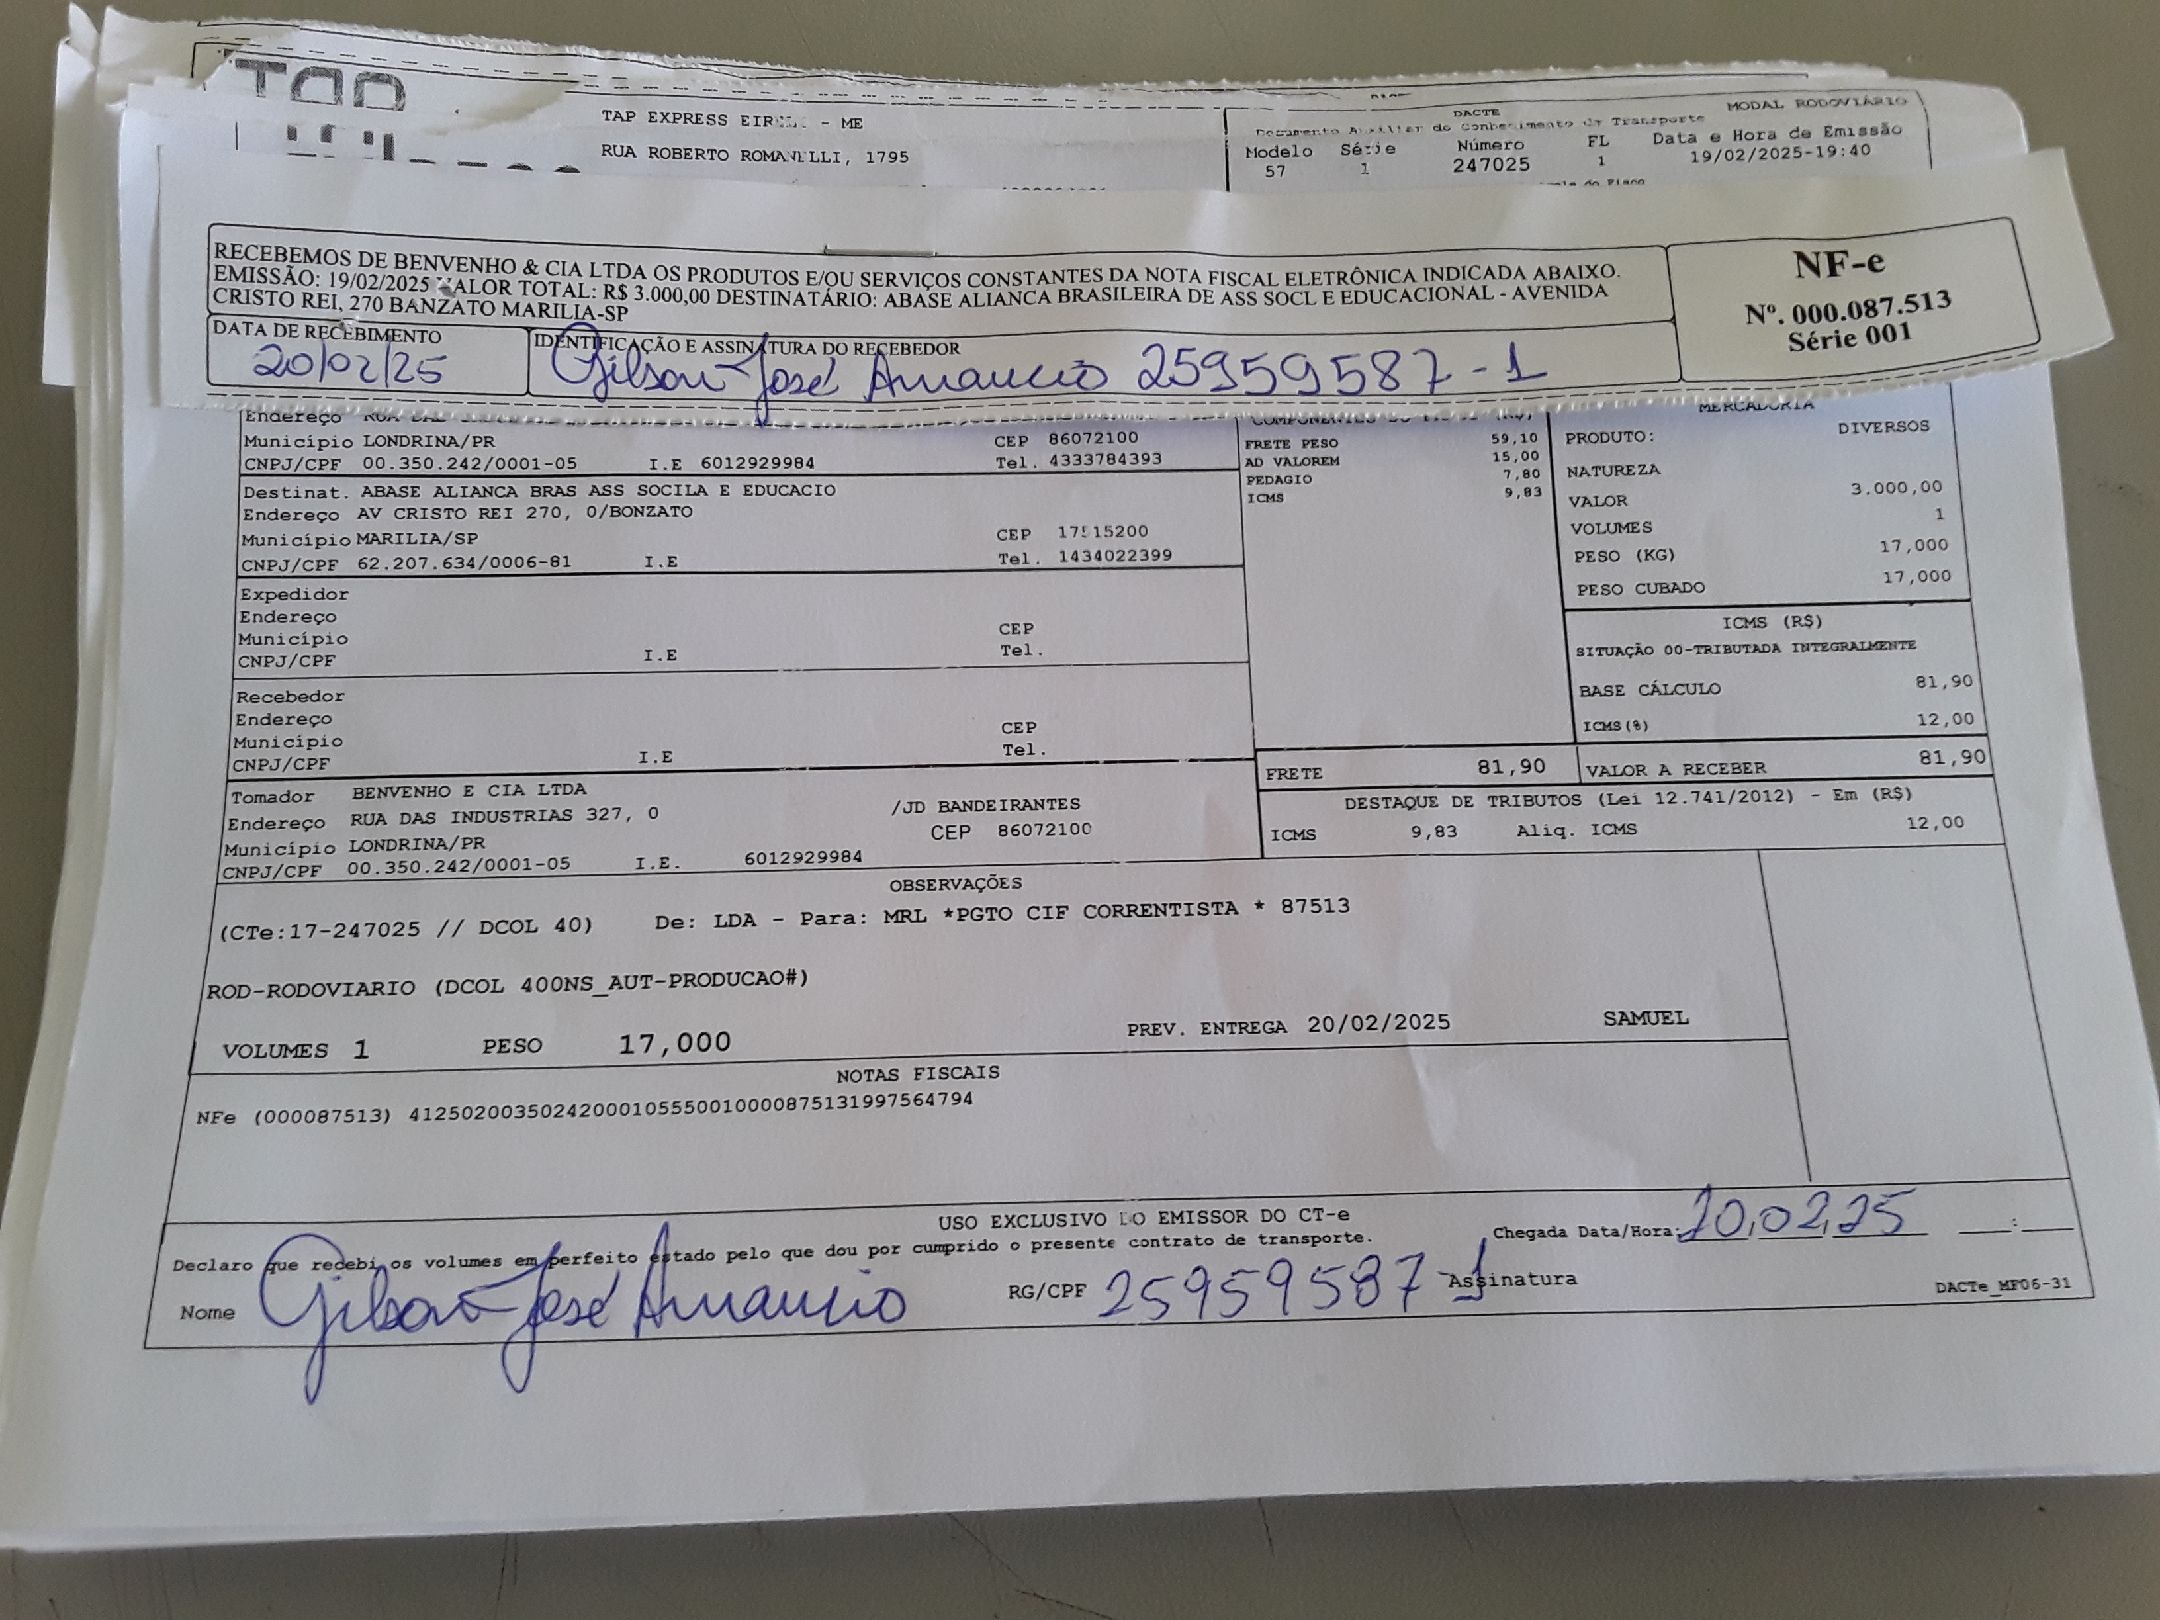 TAP EXPRESS EIRELI - ME
RUA ROBERTO ROMANELLI, 1795
MODAL RODOVIÁRIO
DACTE
Documento Auxiliar do Conhecimento de Transporte
Modelo Série Número FL Data e Hora de Emissão
57 1 247025 1 19/02/2025-19:40
RECEBEMOS DE BENVENHO & CIA LTDA OS PRODUTOS E/OU SERVIÇOS CONSTANTES DA NOTA FISCAL ELETRÔNICA INDICADA ABAIXO.
EMISSÃO: 19/02/2025 VALOR TOTAL: R$ 3.000,00 DESTINATÁRIO: ABASE ALIANCA BRASILEIRA DE ASS SOCL E EDUCACIONAL - AVENIDA
CRISTO REI, 270 BANZATO MARILIA-SP
NF-e
Nº. 000.087.513
Série 001
DATA DE RECEBIMENTO
20/02/25
IDENTIFICAÇÃO E ASSINATURA DO RECEBEDOR
Gilson José Amancio 25959587-1
Endereço RUA DAS
Município LONDRINA/PR CEP 86072100
CNPJ/CPF 00.350.242/0001-05 I.E 6012929984 Tel. 4333784393
Destinat. ABASE ALIANCA BRAS ASS SOCILA E EDUCACIO
Endereço AV CRISTO REI 270, 0/BONZATO
Município MARILIA/SP CEP 17515200
CNPJ/CPF 62.207.634/0006-81 I.E Tel. 1434022399
Expedidor
Endereço
Município CEP
CNPJ/CPF I.E Tel.
Recebedor
Endereço
Município CEP
CNPJ/CPF I.E Tel.
Tomador BENVENHO E CIA LTDA
Endereço RUA DAS INDUSTRIAS 327, 0 /JD BANDEIRANTES
Município LONDRINA/PR CEP 86072100
CNPJ/CPF 00.350.242/0001-05 I.E. 6012929984
FRETE PESO 59,10
AD VALOREM 15,00
PEDAGIO 7,80
ICMS 9,83
MERCADORIA
PRODUTO: DIVERSOS
NATUREZA
VALOR 3.000,00
VOLUMES 1
PESO (KG) 17,000
PESO CUBADO 17,000
ICMS (R$)
SITUAÇÃO 00-TRIBUTADA INTEGRALMENTE
BASE CÁLCULO 81,90
ICMS(%) 12,00
FRETE 81,90 VALOR A RECEBER 81,90
DESTAQUE DE TRIBUTOS (Lei 12.741/2012) - Em (R$)
ICMS 9,83 Aliq. ICMS 12,00
OBSERVAÇÕES
(CTe:17-247025 // DCOL 40) De: LDA - Para: MRL *PGTO CIF CORRENTISTA * 87513
ROD-RODOVIARIO (DCOL 400NS_AUT-PRODUCAO#)
VOLUMES 1 PESO 17,000 PREV. ENTREGA 20/02/2025 SAMUEL
NOTAS FISCAIS
NFe (000087513) 41250200350242000105550010000875131997564794
USO EXCLUSIVO DO EMISSOR DO CT-e
Declaro que recebi os volumes em perfeito estado pelo que dou por cumprido o presente contrato de transporte.
Chegada Data/Hora: 20,02,25 :
Nome Gilson José Amancio RG/CPF 25959587-1 Assinatura
DACTe_MF06-31